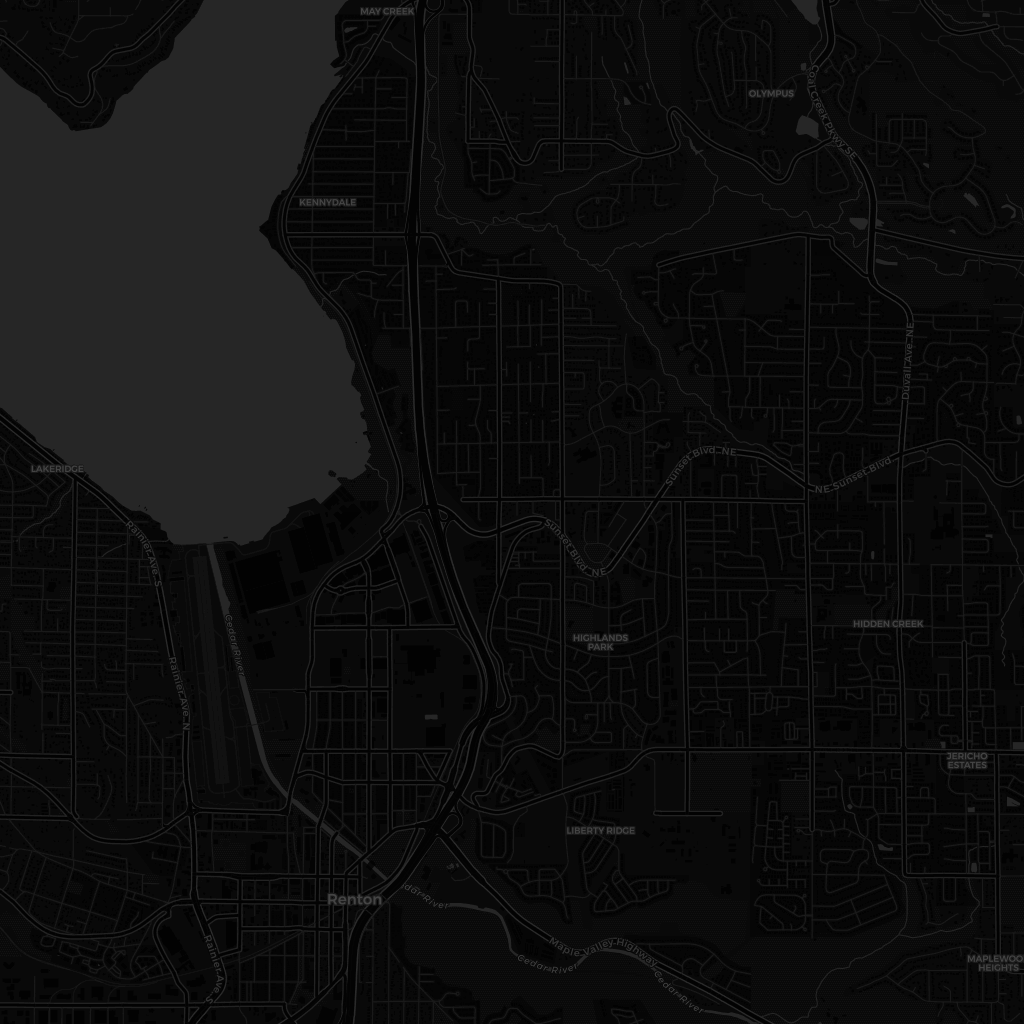 MAY CREEK
OLYMPUS
Coal Creek Pkwy SE
KENNYDALE
Duvall Ave NE
LAKERIDGE
Sunset Blvd NE
NE Sunset Blvd
Rainier Ave S
Sunset Blvd NE
Cedar River
HIDDEN CREEK
HIGHLANDS
PARK
Rainier Ave N
JERICHO
ESTATES
LIBERTY RIDGE
Renton
Cedar River
Rainier Ave S
Maple Valley Highway
Cedar River
Cedar River
MAPLEWOO
HEIGHTS